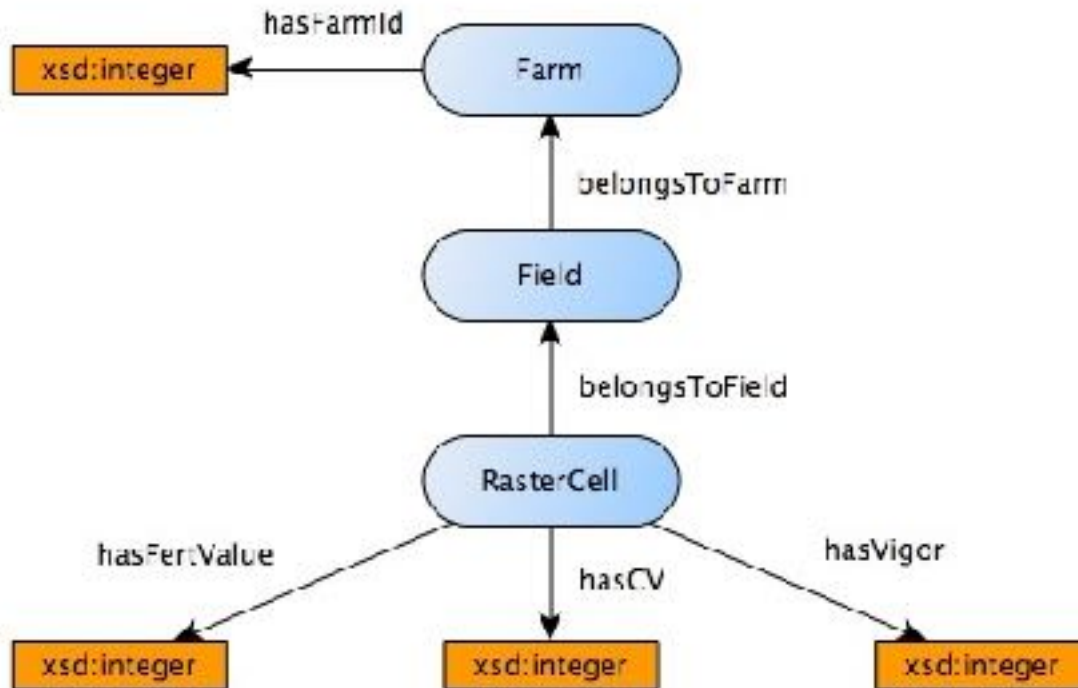 hasFarmId
xsd:integer
Farm
belongsToFarm
Field
belongsToField
RasterCell
hasFertValue
hasCV
hasVigor
xsd:integer
xsd:integer
xsd:integer